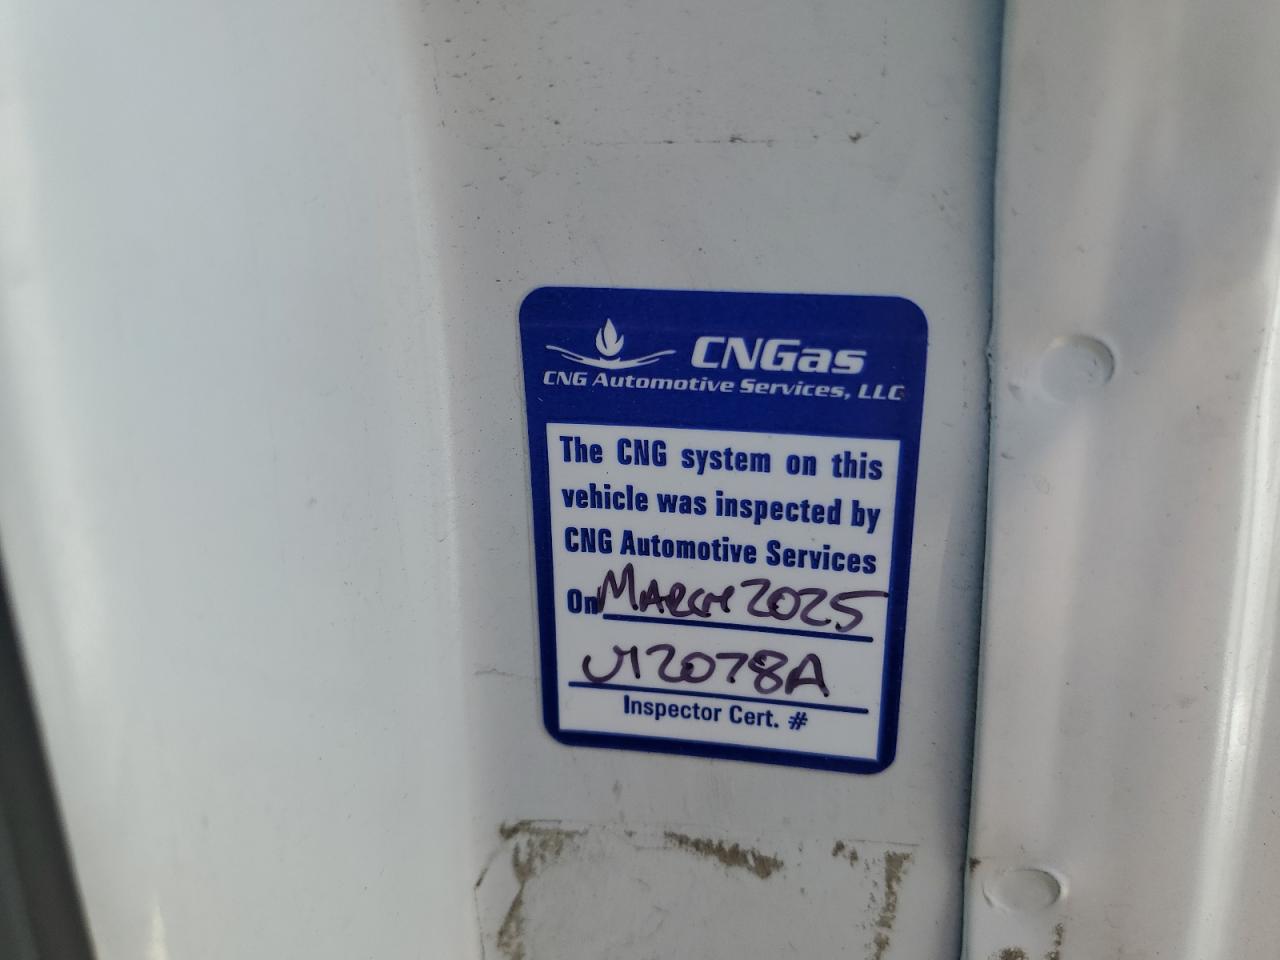 CNGas
CNG Automotive Services, LLC
The CNG system on this
vehicle was inspected by
CNG Automotive Services
On March 2025
Inspector Cert. #